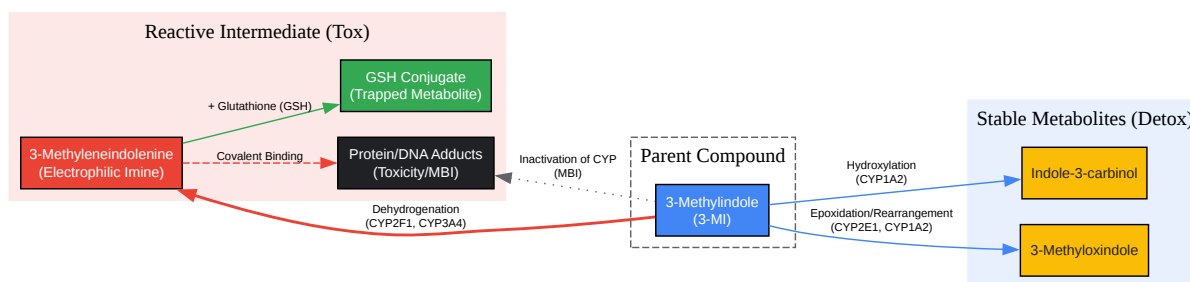 Reactive Intermediate (Tox)
GSH Conjugate
(Trapped Metabolite)
+ Glutathione (GSH)
3-Methyleneindolenine
(Electrophilic Imine)
Covalent Binding
Protein/DNA Adducts
(Toxicity/MBI)
Inactivation of CYP
(MBI)
Dehydrogenation
(CYP2F1, CYP3A4)
Parent Compound
3-Methylindole
(3-MI)
Hydroxylation
(CYP1A2)
Epoxidation/Rearrangement
(CYP2E1, CYP1A2)
Stable Metabolites (Detox)
Indole-3-carbinol
3-Methyloxindole